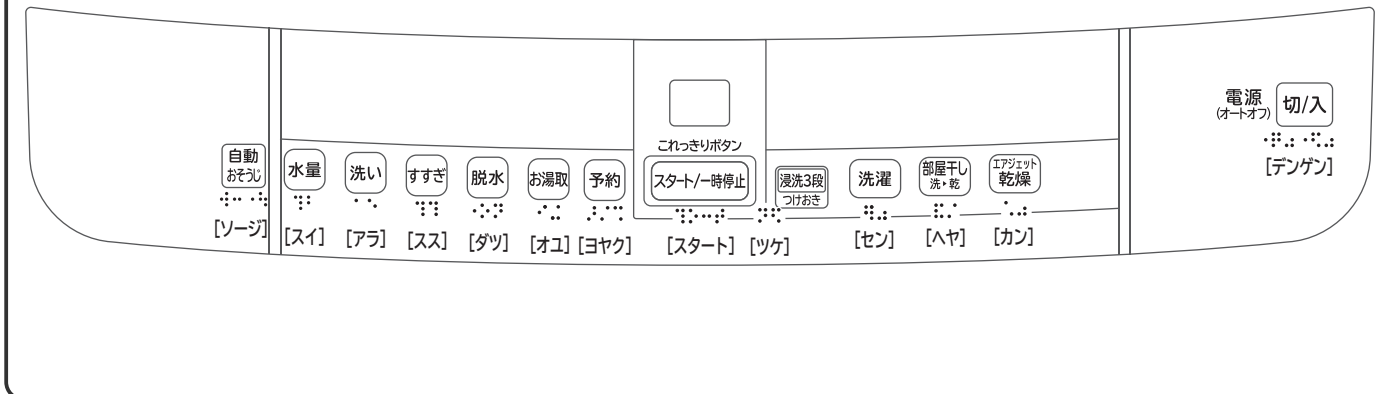 電源
(オートオフ)
切/入
⠐⠟⠴⠐⠫⠴
[デンゲン]
これっきりボタン
自動
おそうじ
水量
洗い
すすぎ
脱水
お湯取
予約
スタート/一時停止
浸洗3段
つけおき
洗濯
部屋干し
洗・乾
エアジェット
乾燥
[ソージ]
[スイ]
[アラ]
[スス]
[ダツ]
[オユ]
[ヨヤク]
[スタート]
[ツケ]
[セン]
[ヘヤ]
[カン]